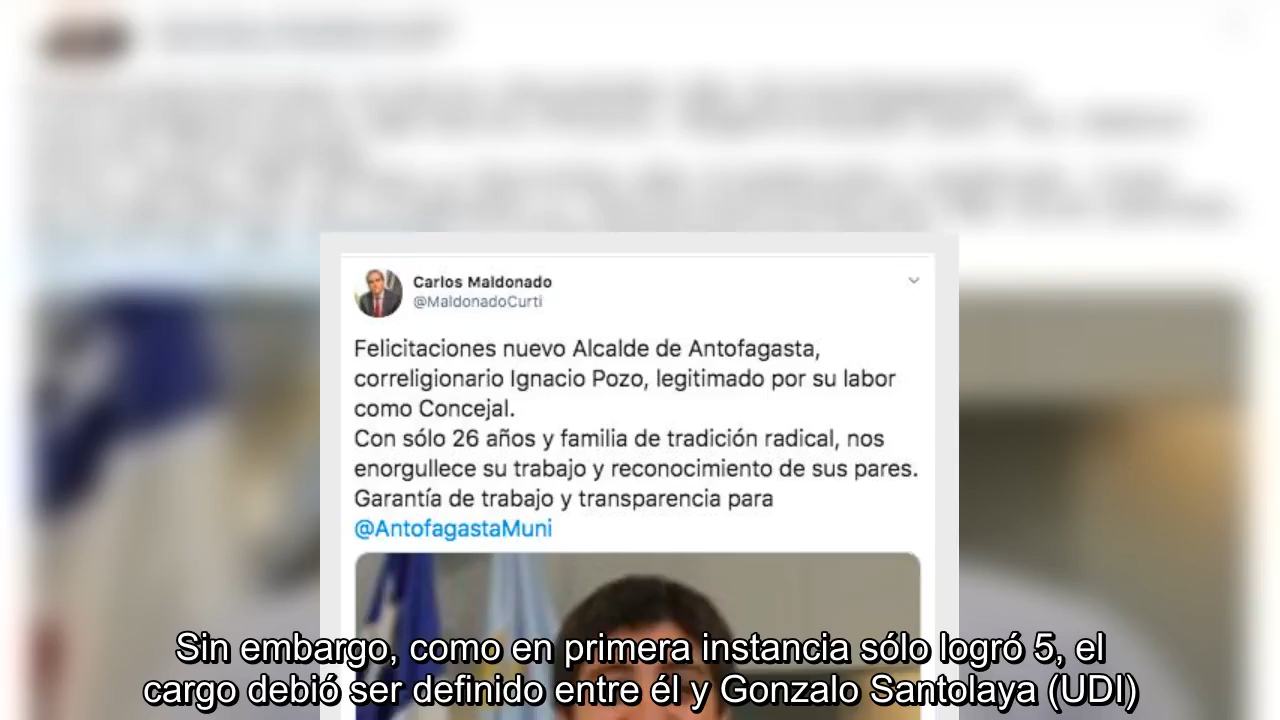 Carlos Maldonado
@MaldonadoCurti
Felicitaciones nuevo Alcalde de Antofagasta,
correligionario Ignacio Pozo, legitimado por su labor
como Concejal.
Con sólo 26 años y familia de tradición radical, nos
enorgullece su trabajo y reconocimiento de sus pares.
Garantía de trabajo y transparencia para
@AntofagastaMuni
Sin embargo, como en primera instancia sólo logró 5, el
cargo debió ser definido entre él y Gonzalo Santolaya (UDI)